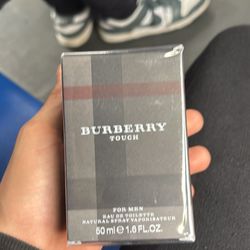 BURBERRY
TOUCH
FOR MEN
EAU DE TOILETTE
NATURAL SPRAY VAPORISATEUR
50 ml ℮ 1.6 FL.OZ.